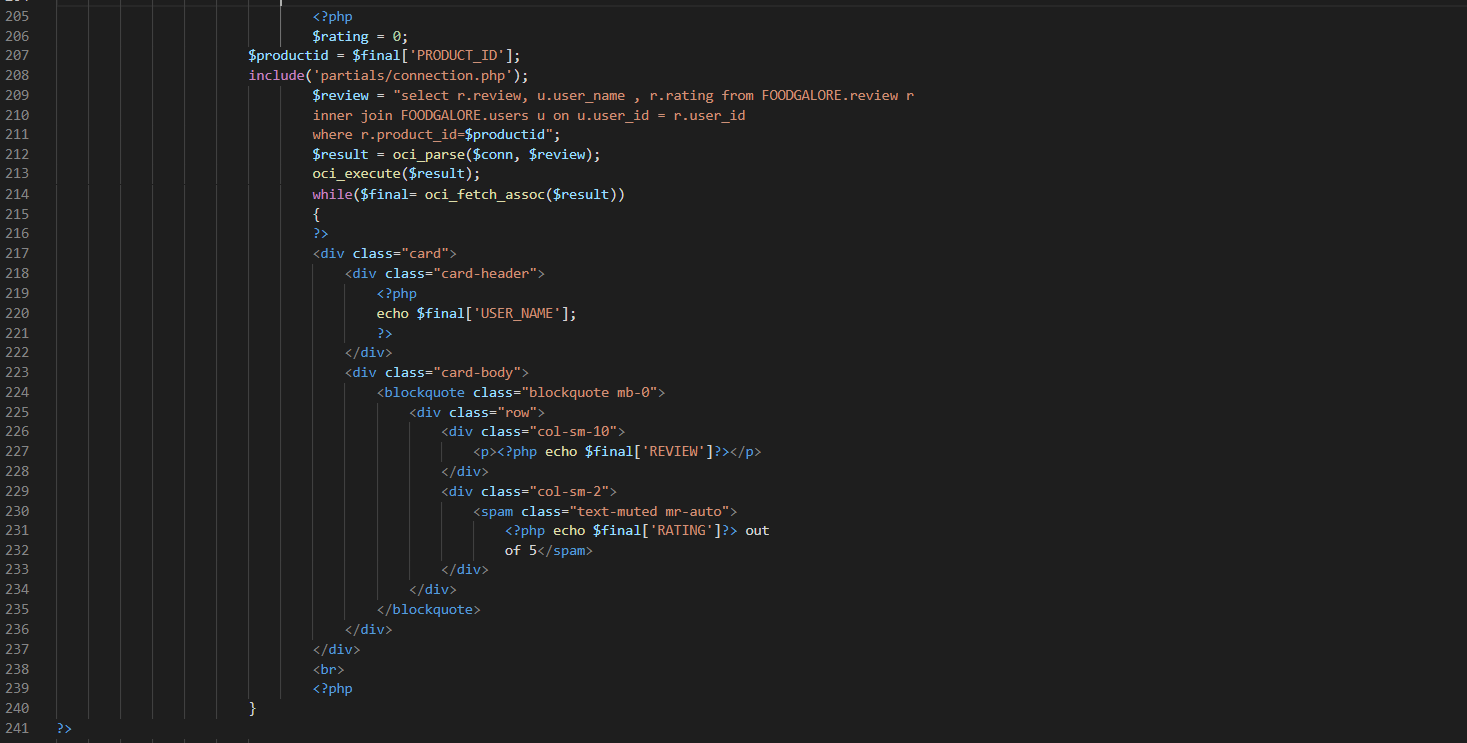 205 <?php
206 $rating = 0;
207 $productid = $final['PRODUCT_ID'];
208 include('partials/connection.php');
209 $review = "select r.review, u.user_name , r.rating from FOODGALORE.review r
210 inner join FOODGALORE.users u on u.user_id = r.user_id
211 where r.product_id=$productid";
212 $result = oci_parse($conn, $review);
213 oci_execute($result);
214 while($final= oci_fetch_assoc($result))
215 {
216 ?>
217 <div class="card">
218 <div class="card-header">
219 <?php
220 echo $final['USER_NAME'];
221 ?>
222 </div>
223 <div class="card-body">
224 <blockquote class="blockquote mb-0">
225 <div class="row">
226 <div class="col-sm-10">
227 <p><?php echo $final['REVIEW']?></p>
228 </div>
229 <div class="col-sm-2">
230 <spam class="text-muted mr-auto">
231 <?php echo $final['RATING']?> out
232 of 5</spam>
233 </div>
234 </div>
235 </blockquote>
236 </div>
237 </div>
238 <br>
239 <?php
240 }
241 ?>